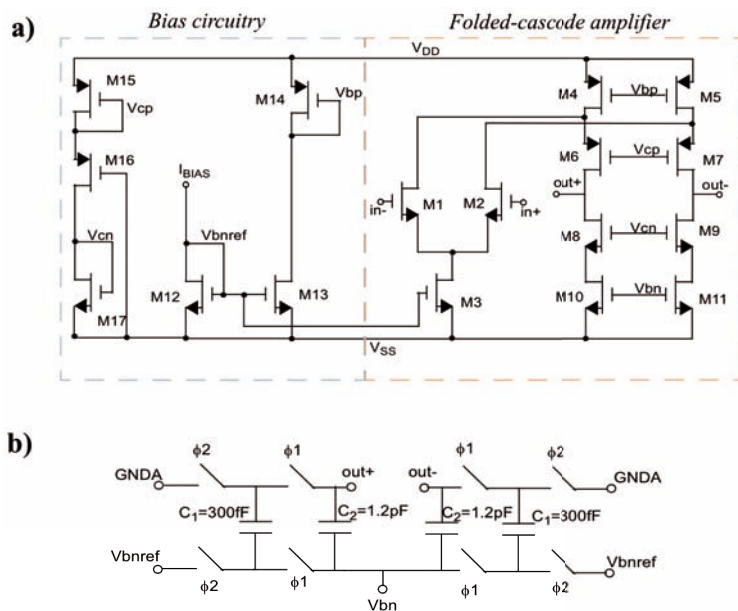 Bias circuitry
Folded-cascode amplifier
a)
VDD
M15
Vcp
M14
Vbp
M4
Vbp
M5
M16
IBIAS
M6
Vcp
M7
out+
out-
in-
M1
M2
in+
Vcn
Vbnref
M8
Vcn
M9
M17
M12
M13
M3
M10
Vbn
M11
VSS
b)
ϕ2
ϕ1
out+
out-
ϕ1
ϕ2
GNDA
GNDA
C1=300fF
C2=1.2pF
C2=1.2pF
C1=300fF
Vbnref
ϕ2
ϕ1
Vbn
ϕ1
ϕ2
Vbnref